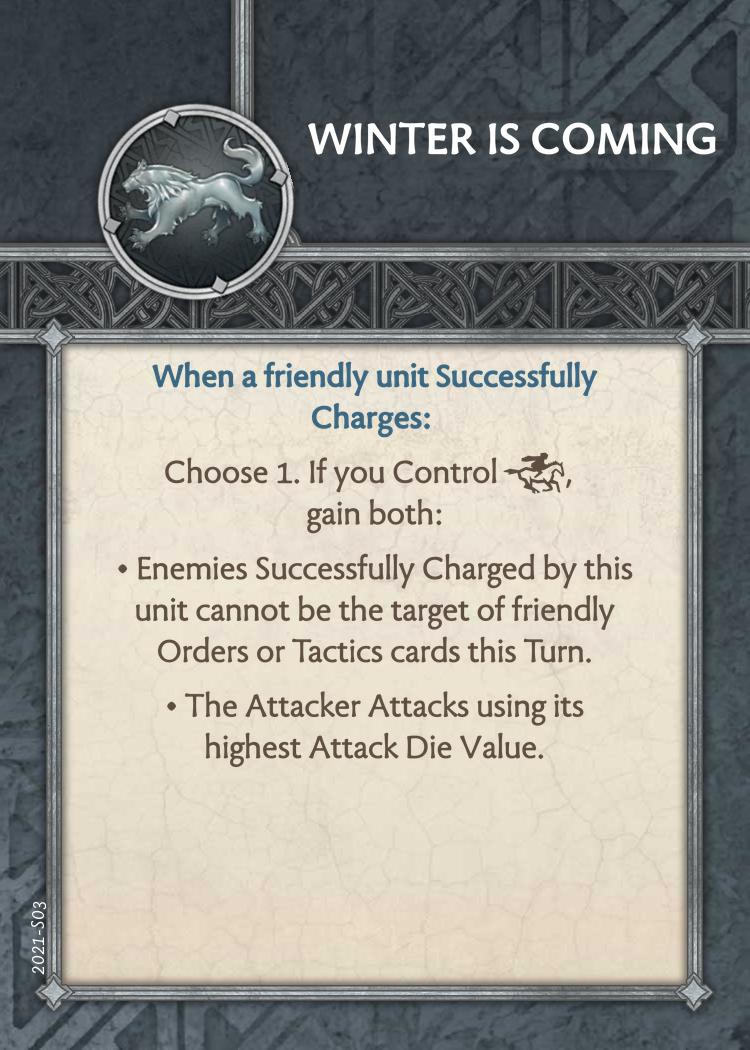 WINTER IS COMING
When a friendly unit Successfully
Charges:
Choose 1. If you Control ,
gain both:
• Enemies Successfully Charged by this
unit cannot be the target of friendly
Orders or Tactics cards this Turn.
• The Attacker Attacks using its
highest Attack Die Value.
2021-S03